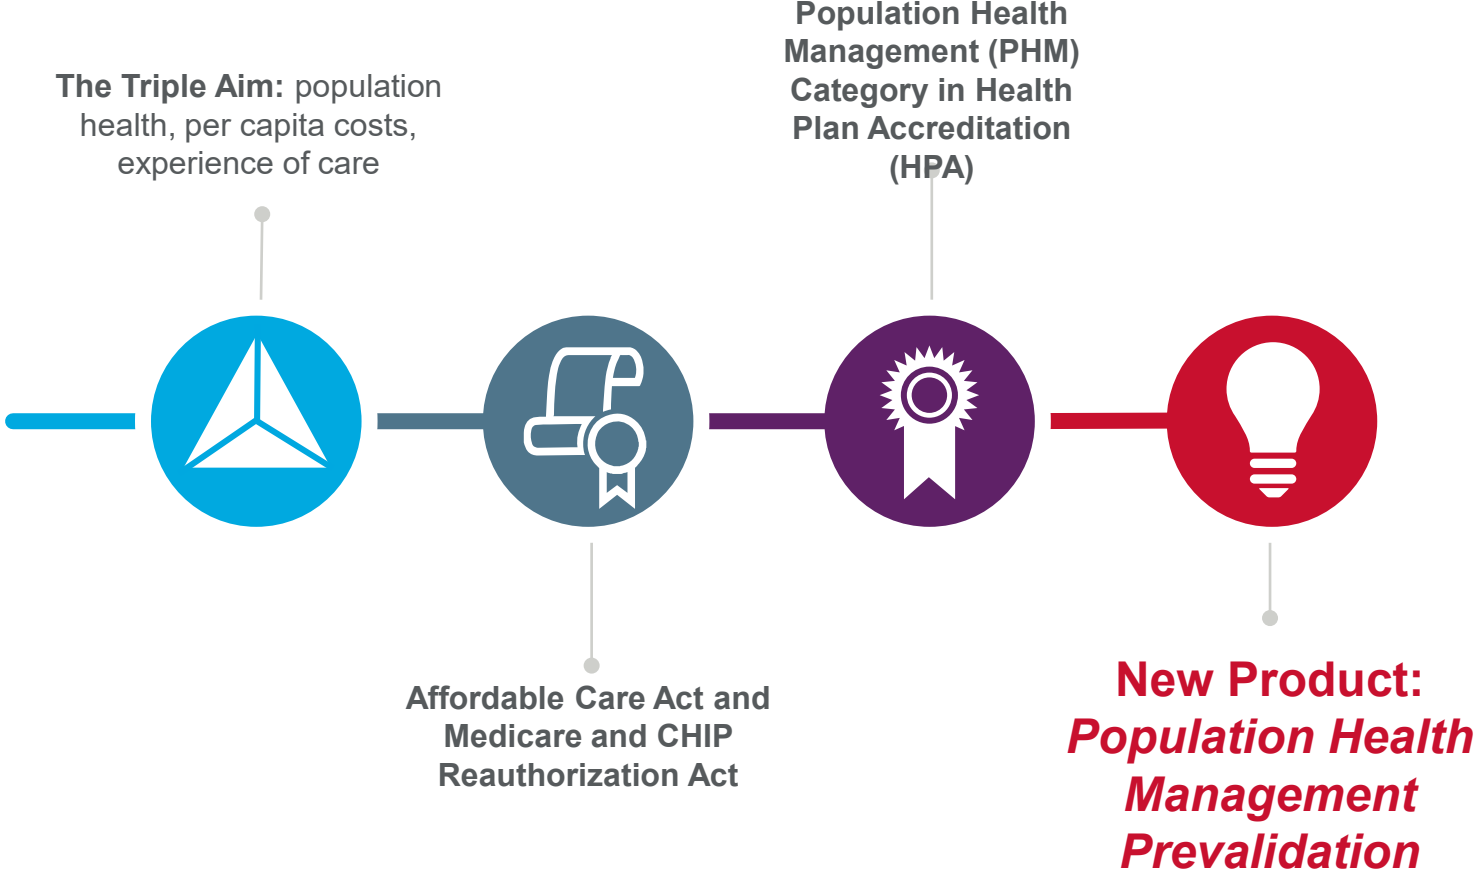 The Triple Aim: population
health, per capita costs,
experience of care
Affordable Care Act and
Medicare and CHIP
Reauthorization Act
Population Health
Management (PHM)
Category in Health
Plan Accreditation
(HPA)
New Product:
Population Health
Management
Prevalidation